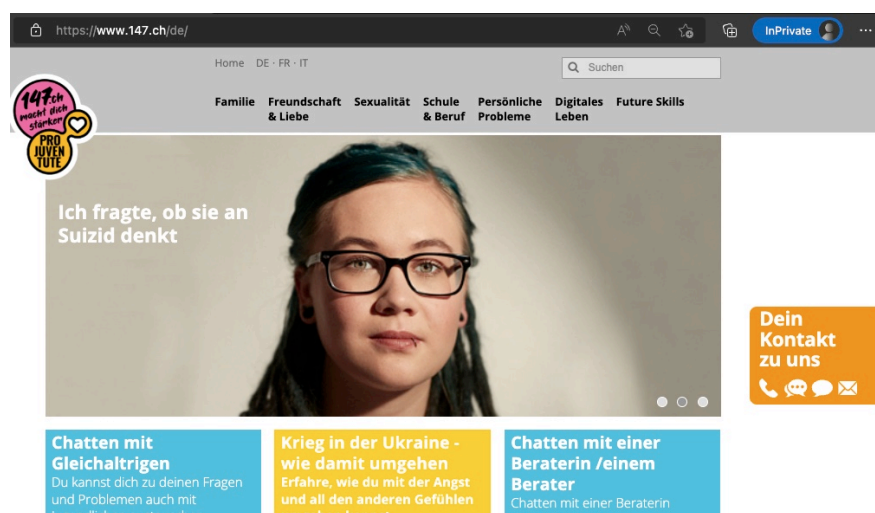 https://www.147.ch/de/
InPrivate
Home DE · FR · IT
Suchen
147.ch
macht dich
stärker
PRO
JUVEN
TUTE
Familie Freundschaft & Liebe Sexualität Schule & Beruf Persönliche Probleme Digitales Leben Future Skills
Ich fragte, ob sie an
Suizid denkt
Dein
Kontakt
zu uns
Chatten mit
Gleichaltrigen
Du kannst dich zu deinen Fragen
und Problemen auch mit
Krieg in der Ukraine -
wie damit umgehen
Erfahre, wie du mit der Angst
und all den anderen Gefühlen
Chatten mit einer
Beraterin /einem
Berater
Chatten mit einer Beraterin